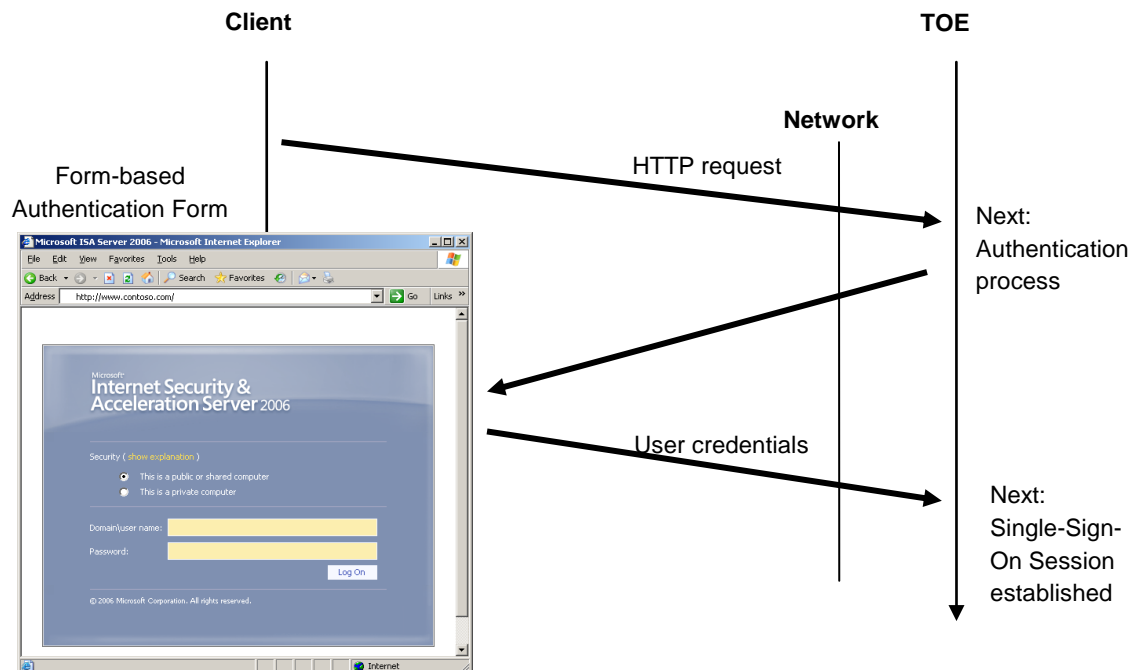 Client
TOE
Network
HTTP request
Form-based
Authentication Form
Next:
Authentication
process
Microsoft ISA Server 2006 - Microsoft Internet Explorer
File Edit View Favorites Tools Help
Back Search Favorites
Address http://www.contoso.com/ Go Links »
Microsoft
Internet Security &
Acceleration Server 2006
Security ( show explanation )
This is a public or shared computer
This is a private computer
Domain\user name:
Password:
Log On
© 2006 Microsoft Corporation. All rights reserved.
Internet
User credentials
Next:
Single-Sign-
On Session
established